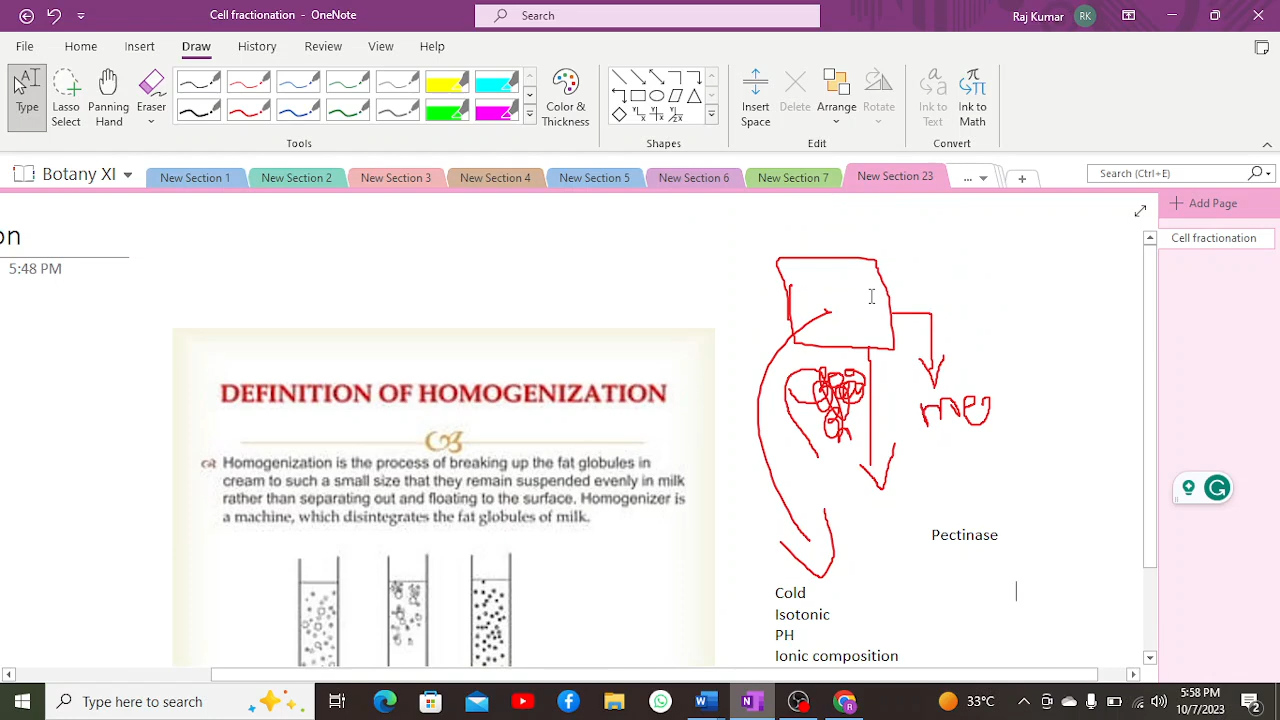 Cell fractionation - OneNote
Search
Raj Kumar RK
File Home Insert Draw History Review View Help
Type
Lasso Select
Panning Hand
Eraser
Color & Thickness
Insert Space
Delete
Arrange
Rotate
Ink to Text
Ink to Math
Tools
Shapes
Edit
Convert
Botany XI
New Section 1
New Section 2
New Section 3
New Section 4
New Section 5
New Section 6
New Section 7
New Section 23
...
Search (Ctrl+E)
Add Page
Cell fractionation
on
5:48 PM
DEFINITION OF HOMOGENIZATION
Homogenization is the process of breaking up the fat globules in
cream to such a small size that they remain suspended evenly in milk
rather than separating out and floating to the surface. Homogenizer is
a machine, which disintegrates the fat globules of milk.
Pectinase
Cold
Isotonic
PH
Ionic composition
Type here to search
33°C
5:58 PM
10/7/2023
2